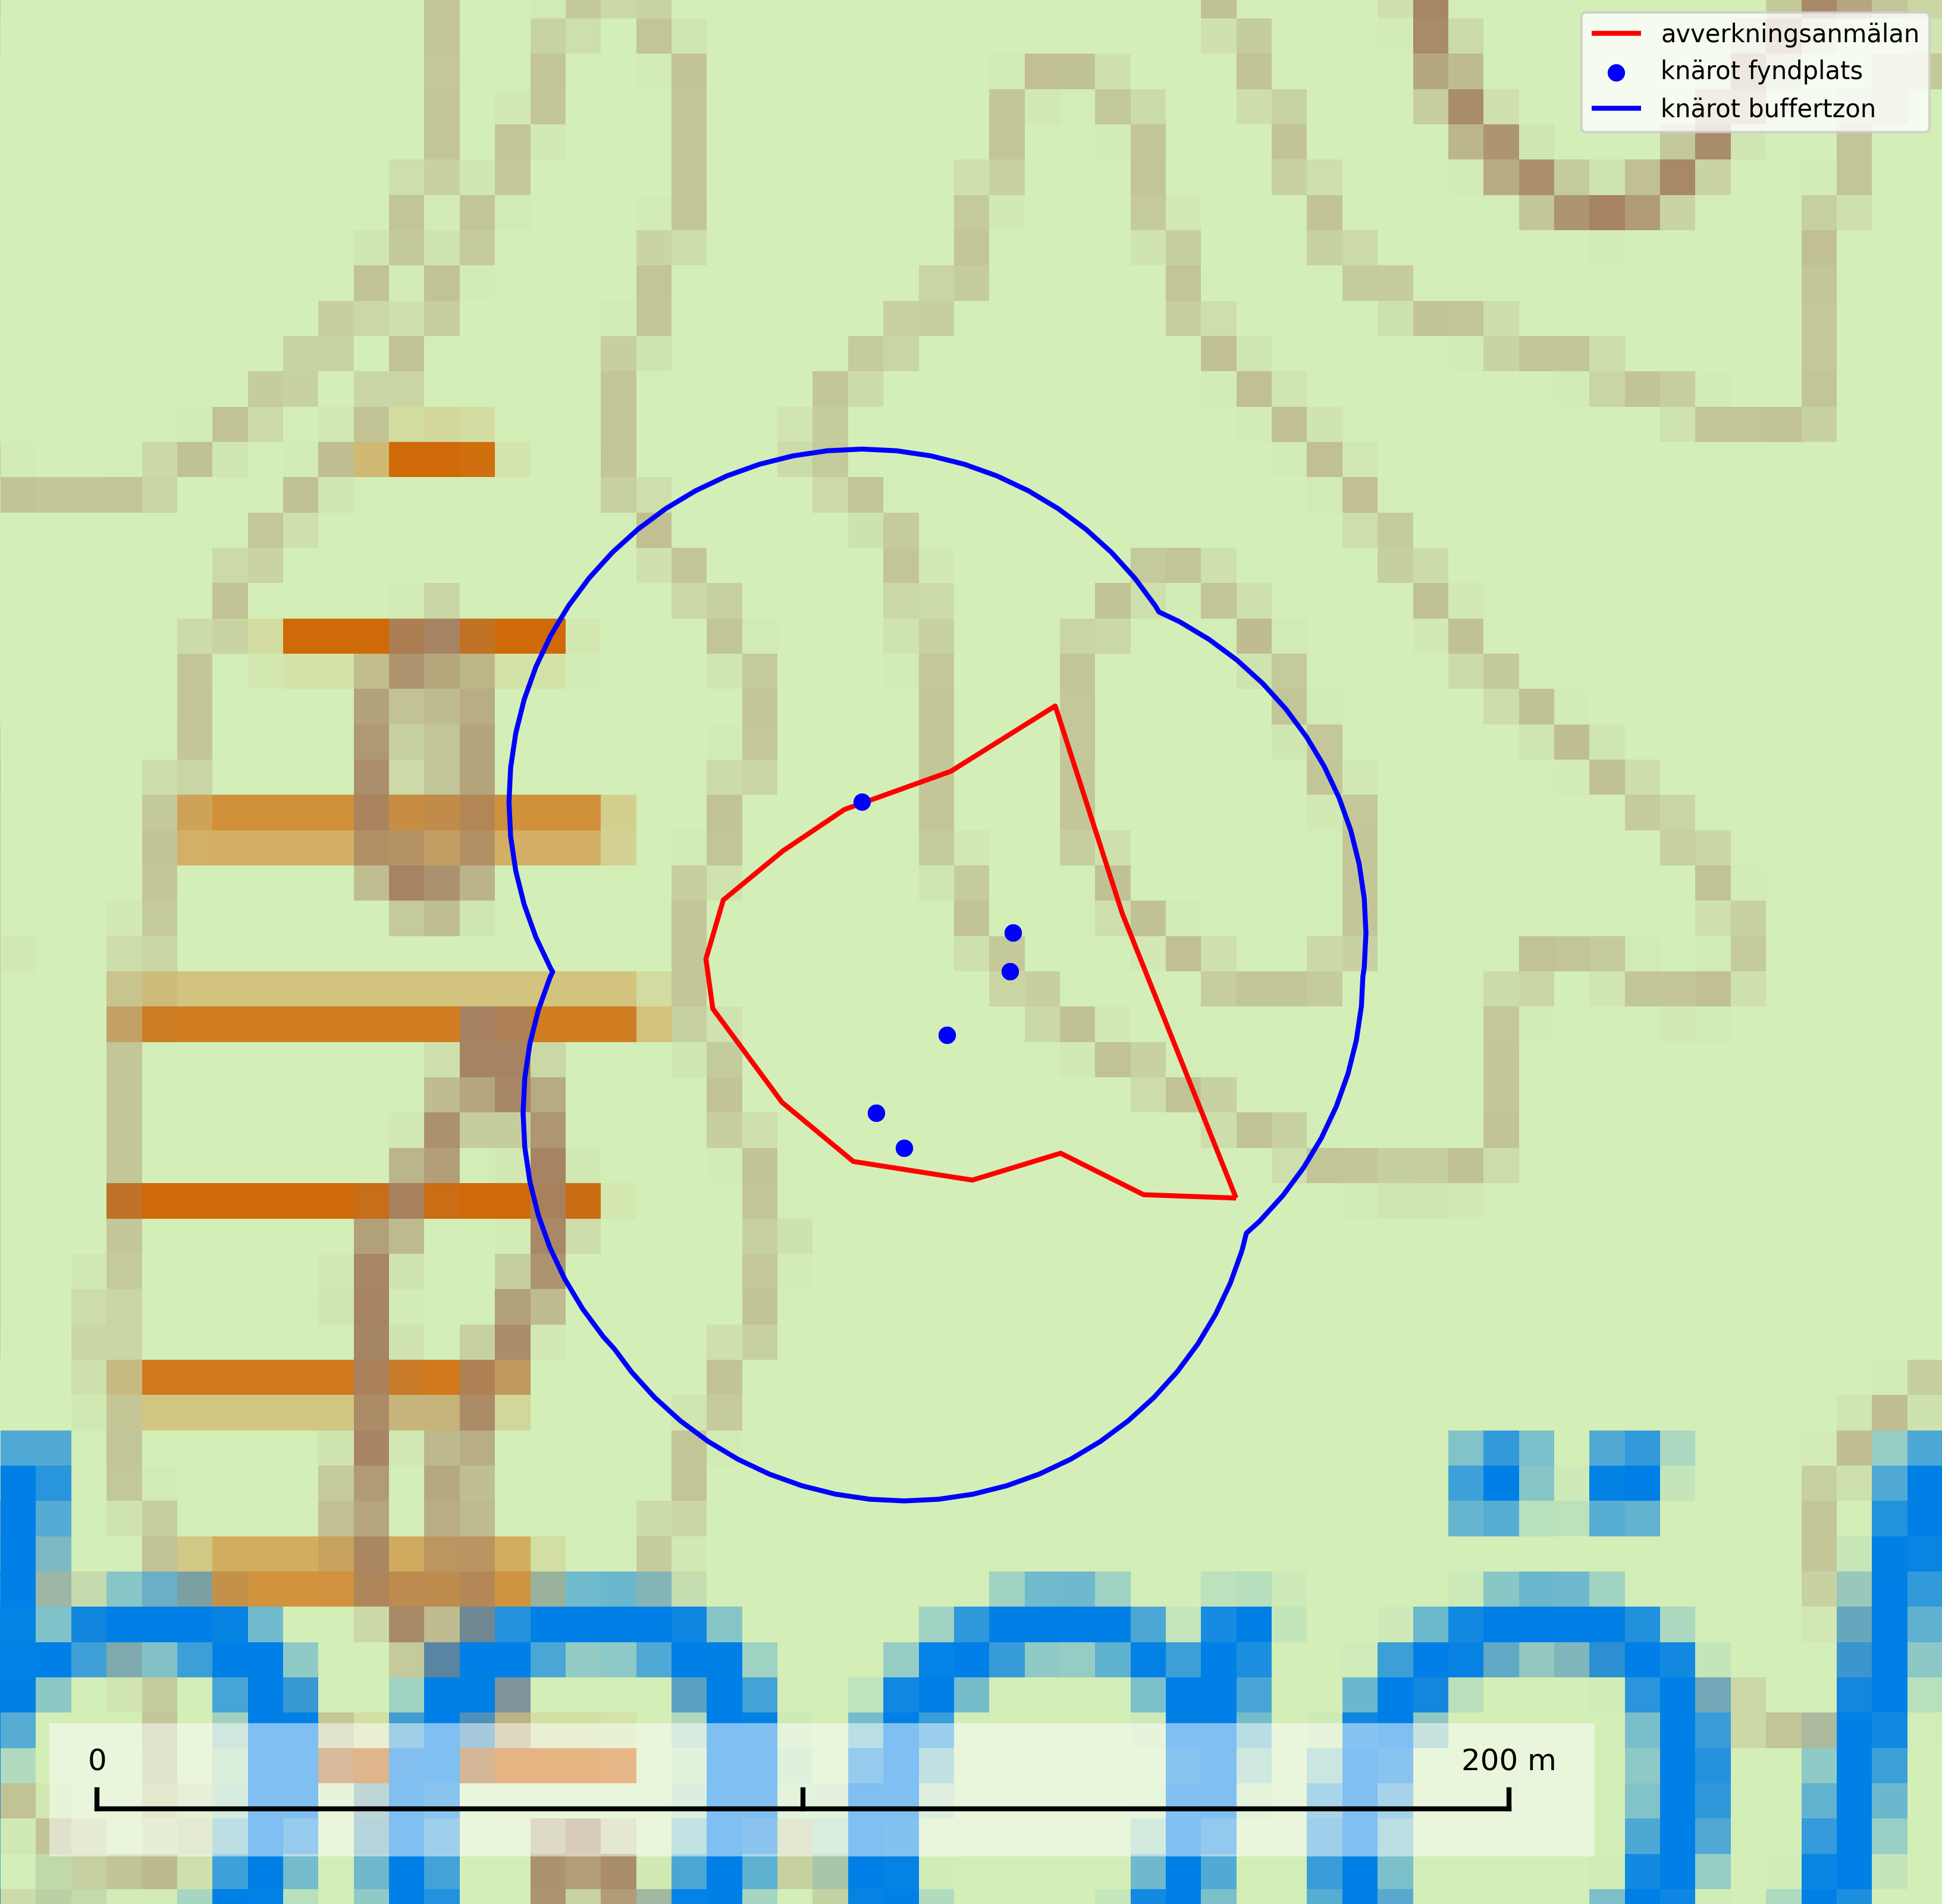 avverkningsanmälan
knärot fyndplats
knärot buffertzon
0
200 m